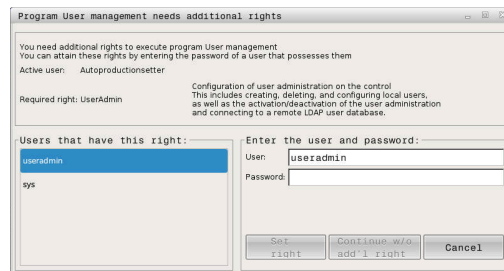 Program User management needs additional rights
You need additional rights to execute program User management
You can attain these rights by entering the password of a user that possesses them
Active user: Autoproductionsetter
Required right: UserAdmin
Configuration of user administration on the control
This includes creating, deleting, and configuring local users,
as well as the activation/deactivation of the user administration
and connecting to a remote LDAP user database.
Users that have this right:
useradmin
sys
Enter the user and password:
User: useradmin
Password:
Set right
Continue w/o add'l right
Cancel